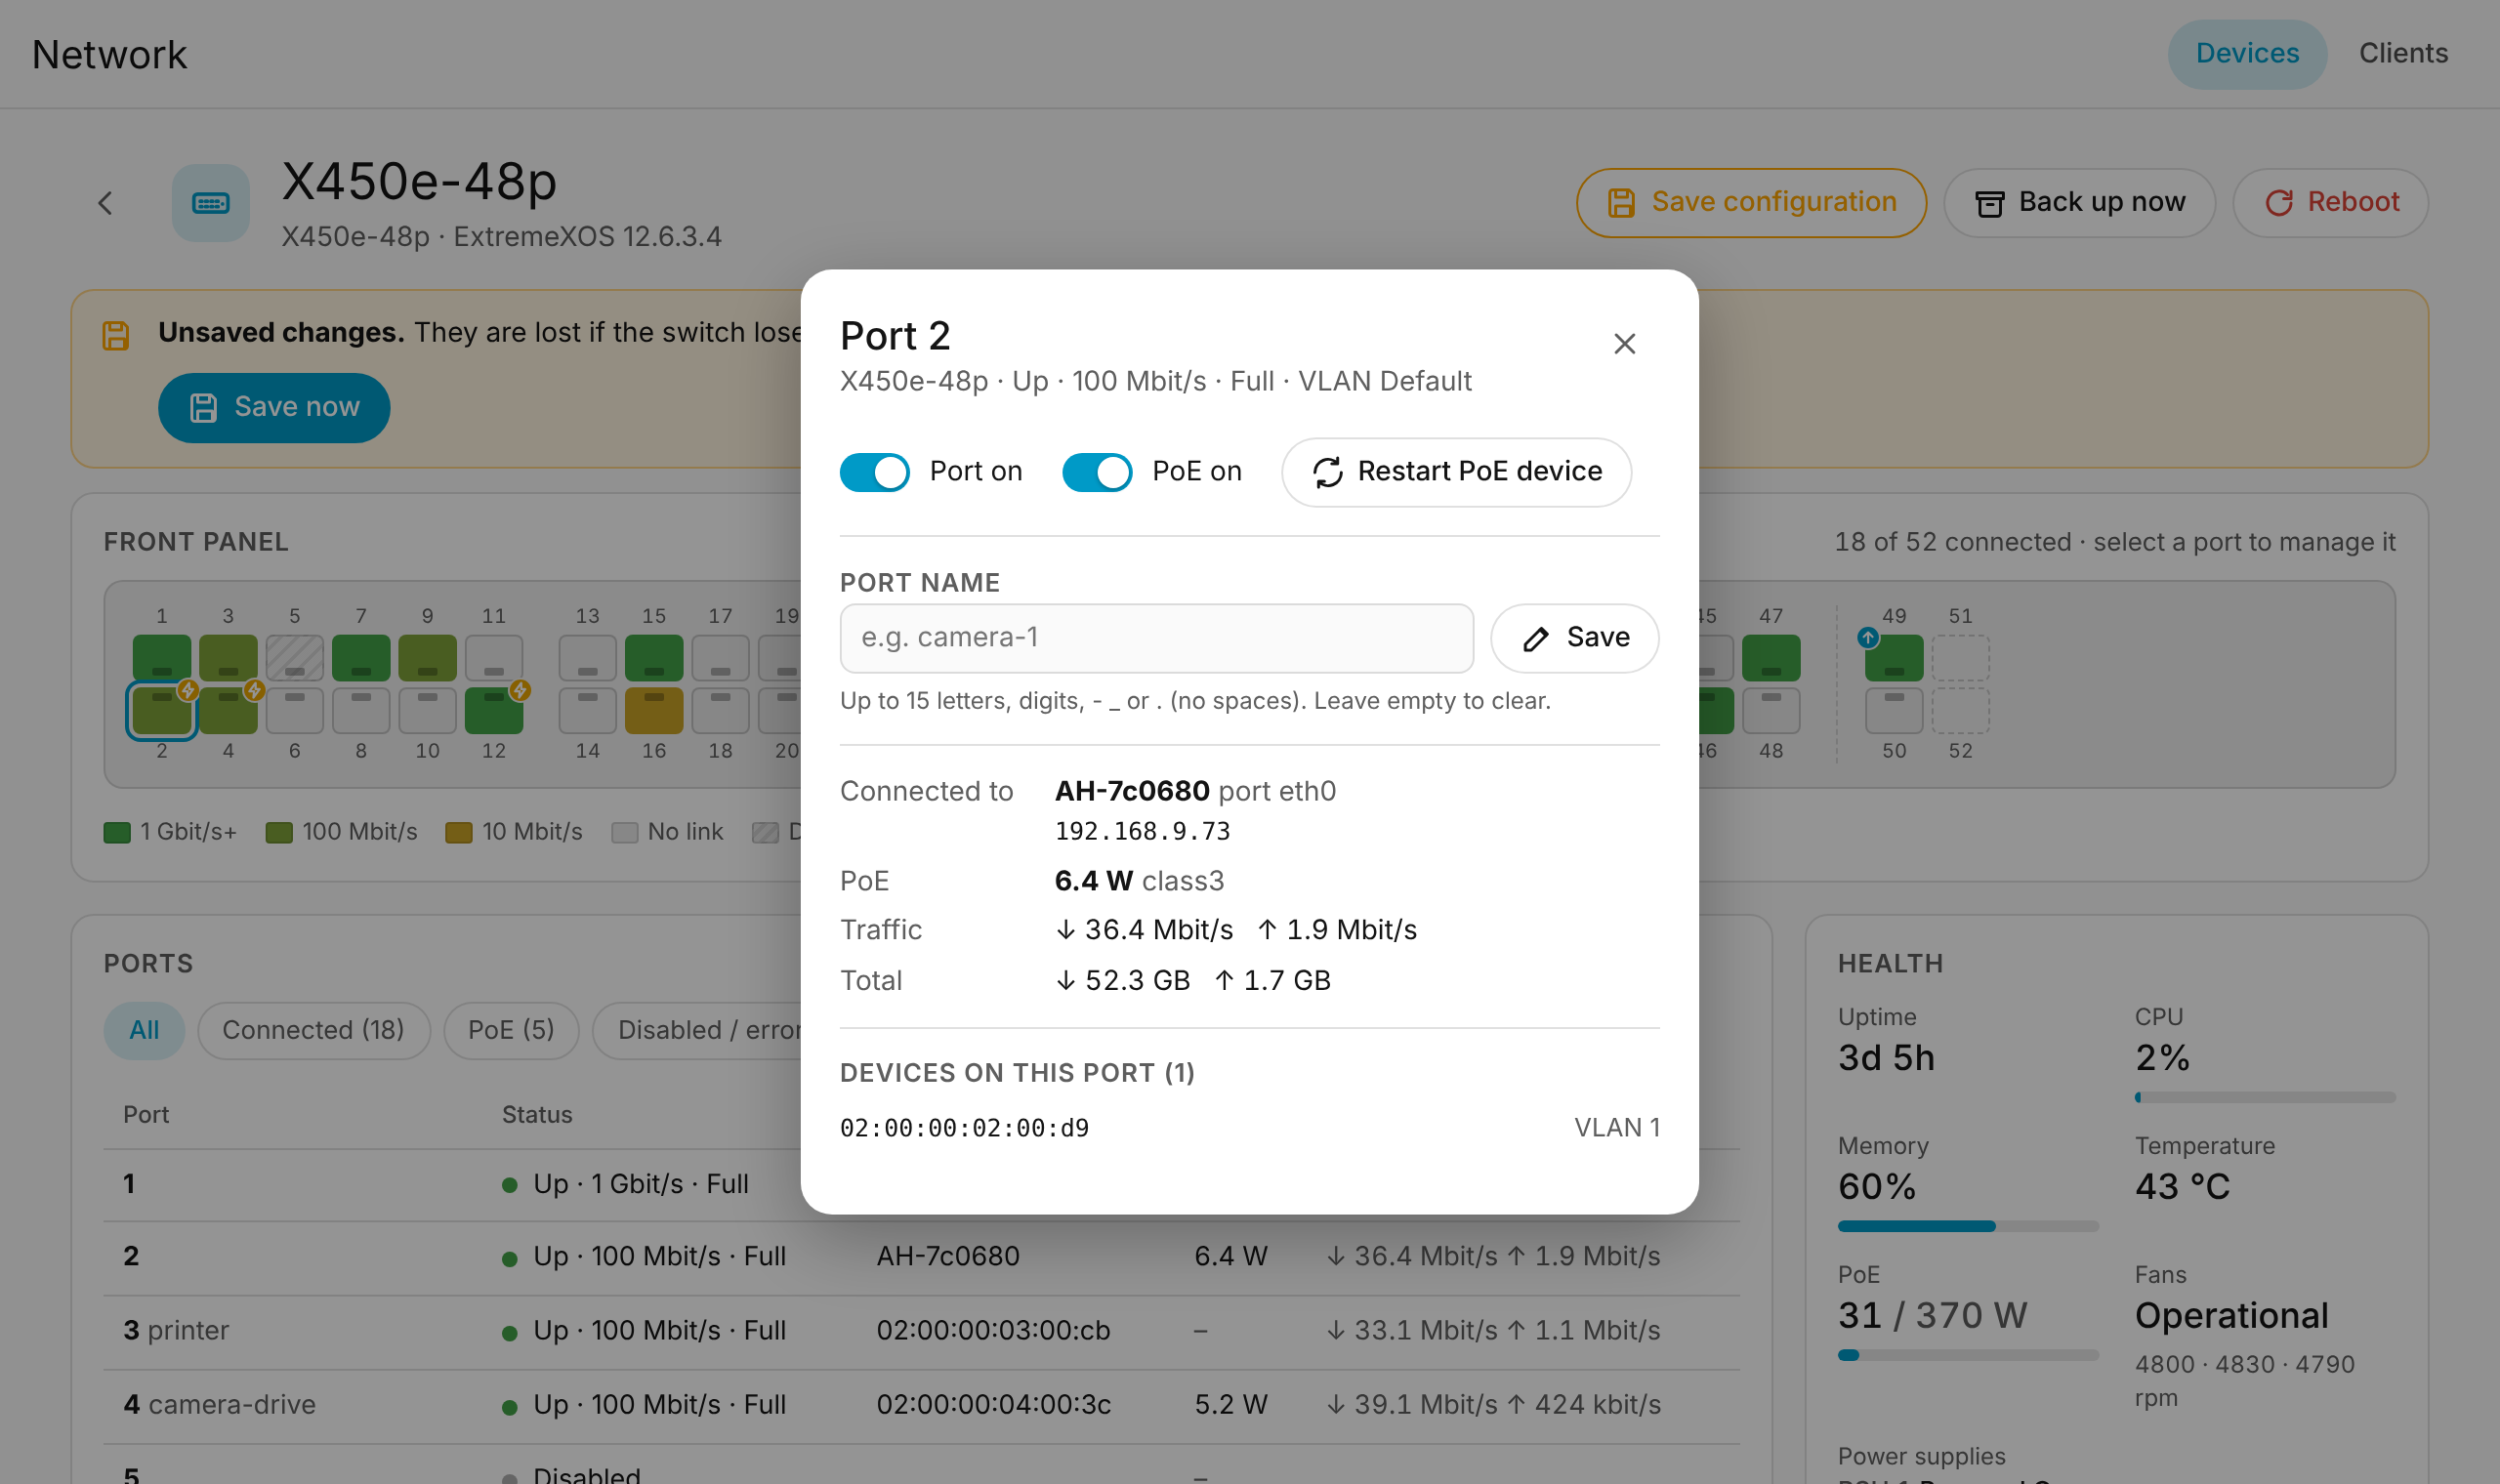 Network
Devices Clients
X450e-48p
X450e-48p · ExtremeXOS 12.6.3.4
Save configuration Back up now Reboot
Unsaved changes. They are lost if the switch lose
Save now
FRONT PANEL
18 of 52 connected · select a port to manage it
1 3 5 7 9 11 13 15 17 19 45 47 49 51
2 4 6 8 10 12 14 16 18 20 46 48 50 52
1 Gbit/s+ 100 Mbit/s 10 Mbit/s No link
PORTS
All Connected (18) PoE (5) Disabled / error
Port Status
1 Up · 1 Gbit/s · Full
2 Up · 100 Mbit/s · Full AH-7c0680 6.4 W ↓ 36.4 Mbit/s ↑ 1.9 Mbit/s
3 printer Up · 100 Mbit/s · Full 02:00:00:03:00:cb – ↓ 33.1 Mbit/s ↑ 1.1 Mbit/s
4 camera-drive Up · 100 Mbit/s · Full 02:00:00:04:00:3c 5.2 W ↓ 39.1 Mbit/s ↑ 424 kbit/s
5 Disabled –
HEALTH
Uptime CPU
3d 5h 2%
Memory Temperature
60% 43 °C
PoE Fans
31 / 370 W Operational
4800 · 4830 · 4790
rpm
Power supplies
Port 2
X450e-48p · Up · 100 Mbit/s · Full · VLAN Default
Port on PoE on Restart PoE device
PORT NAME
e.g. camera-1 Save
Up to 15 letters, digits, - _ or . (no spaces). Leave empty to clear.
Connected to AH-7c0680 port eth0
192.168.9.73
PoE 6.4 W class3
Traffic ↓ 36.4 Mbit/s ↑ 1.9 Mbit/s
Total ↓ 52.3 GB ↑ 1.7 GB
DEVICES ON THIS PORT (1)
02:00:00:02:00:d9 VLAN 1